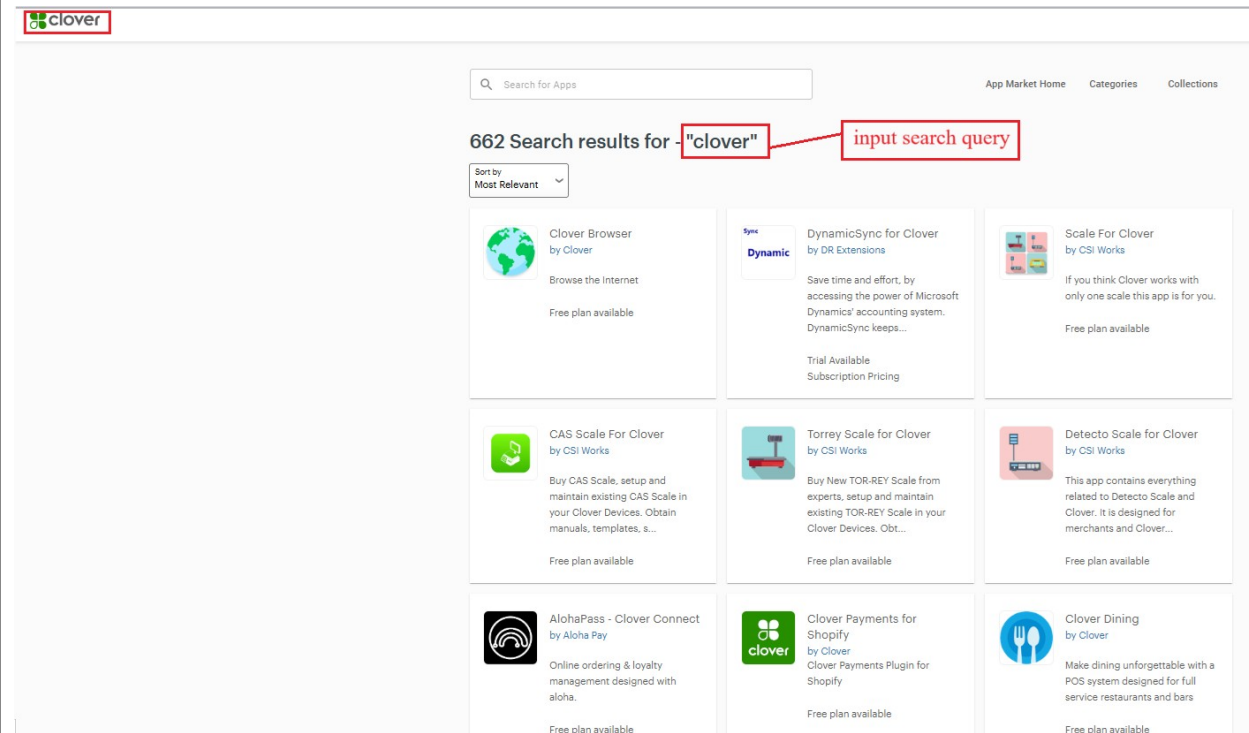 clover
Search for Apps
App Market Home Categories Collections
662 Search results for - "clover"
input search query
Sort by
Most Relevant
Clover Browser
by Clover
Browse the Internet
Free plan available
Sync
Dynamic
DynamicSync for Clover
by DR Extensions
Save time and effort, by
accessing the power of Microsoft
Dynamics' accounting system.
DynamicSync keeps...
Trial Available
Subscription Pricing
Scale For Clover
by CSI Works
If you think Clover works with
only one scale this app is for you.
Free plan available
CAS Scale For Clover
by CSI Works
Buy CAS Scale, setup and
maintain existing CAS Scale in
your Clover Devices. Obtain
manuals, templates, s...
Free plan available
Torrey Scale for Clover
by CSI Works
Buy New TOR-REY Scale from
experts, setup and maintain
existing TOR-REY Scale in your
Clover Devices. Obt...
Free plan available
Detecto Scale for Clover
by CSI Works
This app contains everything
related to Detecto Scale and
Clover. It is designed for
merchants and Clover...
Free plan available
AlohaPass - Clover Connect
by Aloha Pay
Online ordering & loyalty
management designed with
aloha.
Free plan available
clover
Clover Payments for
Shopify
by Clover
Clover Payments Plugin for
Shopify
Free plan available
Clover Dining
by Clover
Make dining unforgettable with a
POS system designed for full
service restaurants and bars
Free plan available